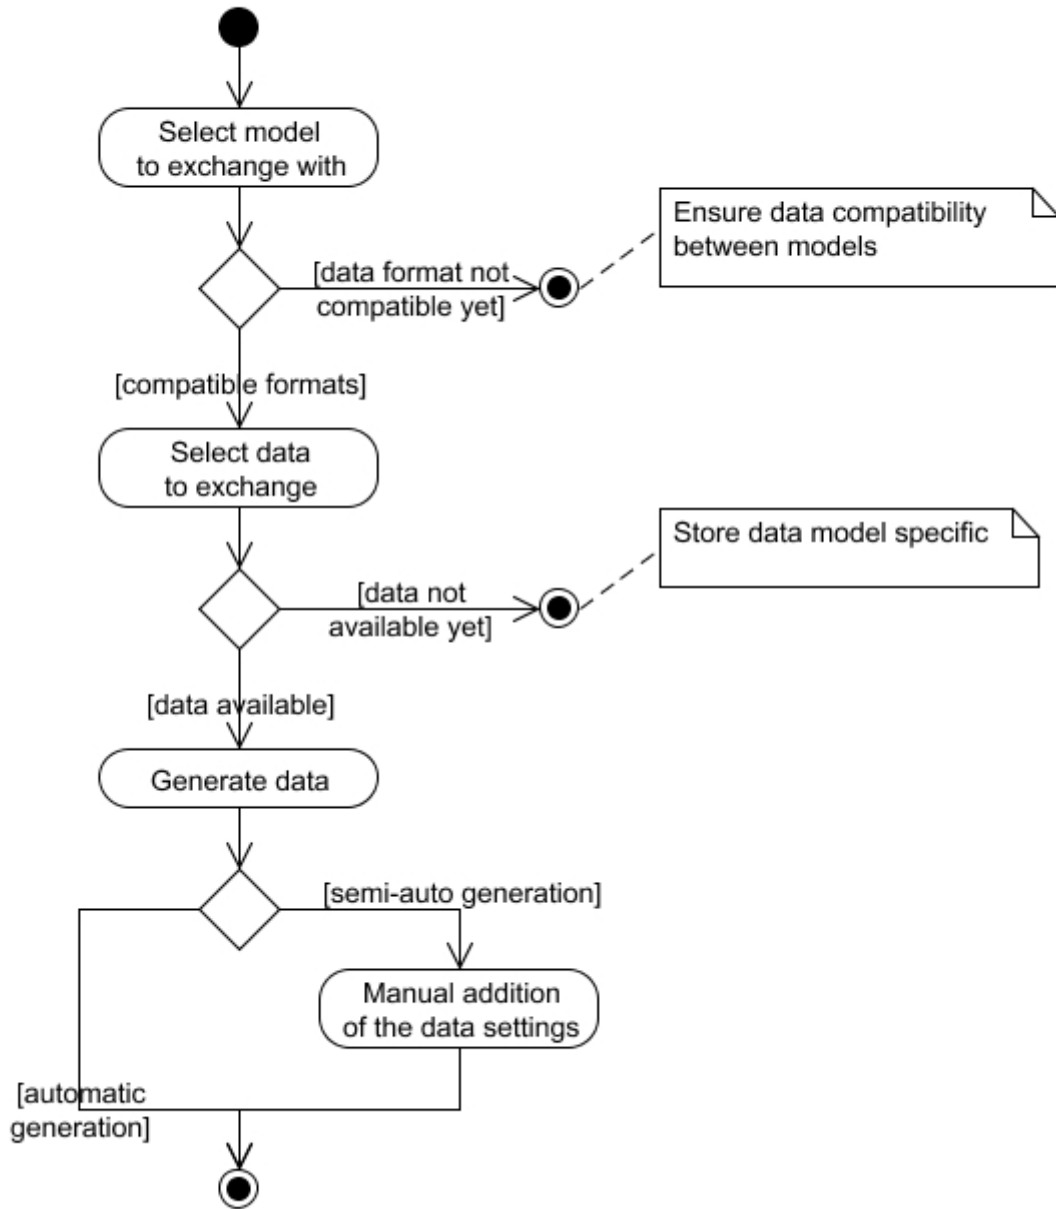 Select model
to exchange with
Ensure data compatibility
between models
[data format not
compatible yet]
[compatible formats]
Select data
to exchange
Store data model specific
[data not
available yet]
[data available]
Generate data
[semi-auto generation]
Manual addition
of the data settings
[automatic
generation]